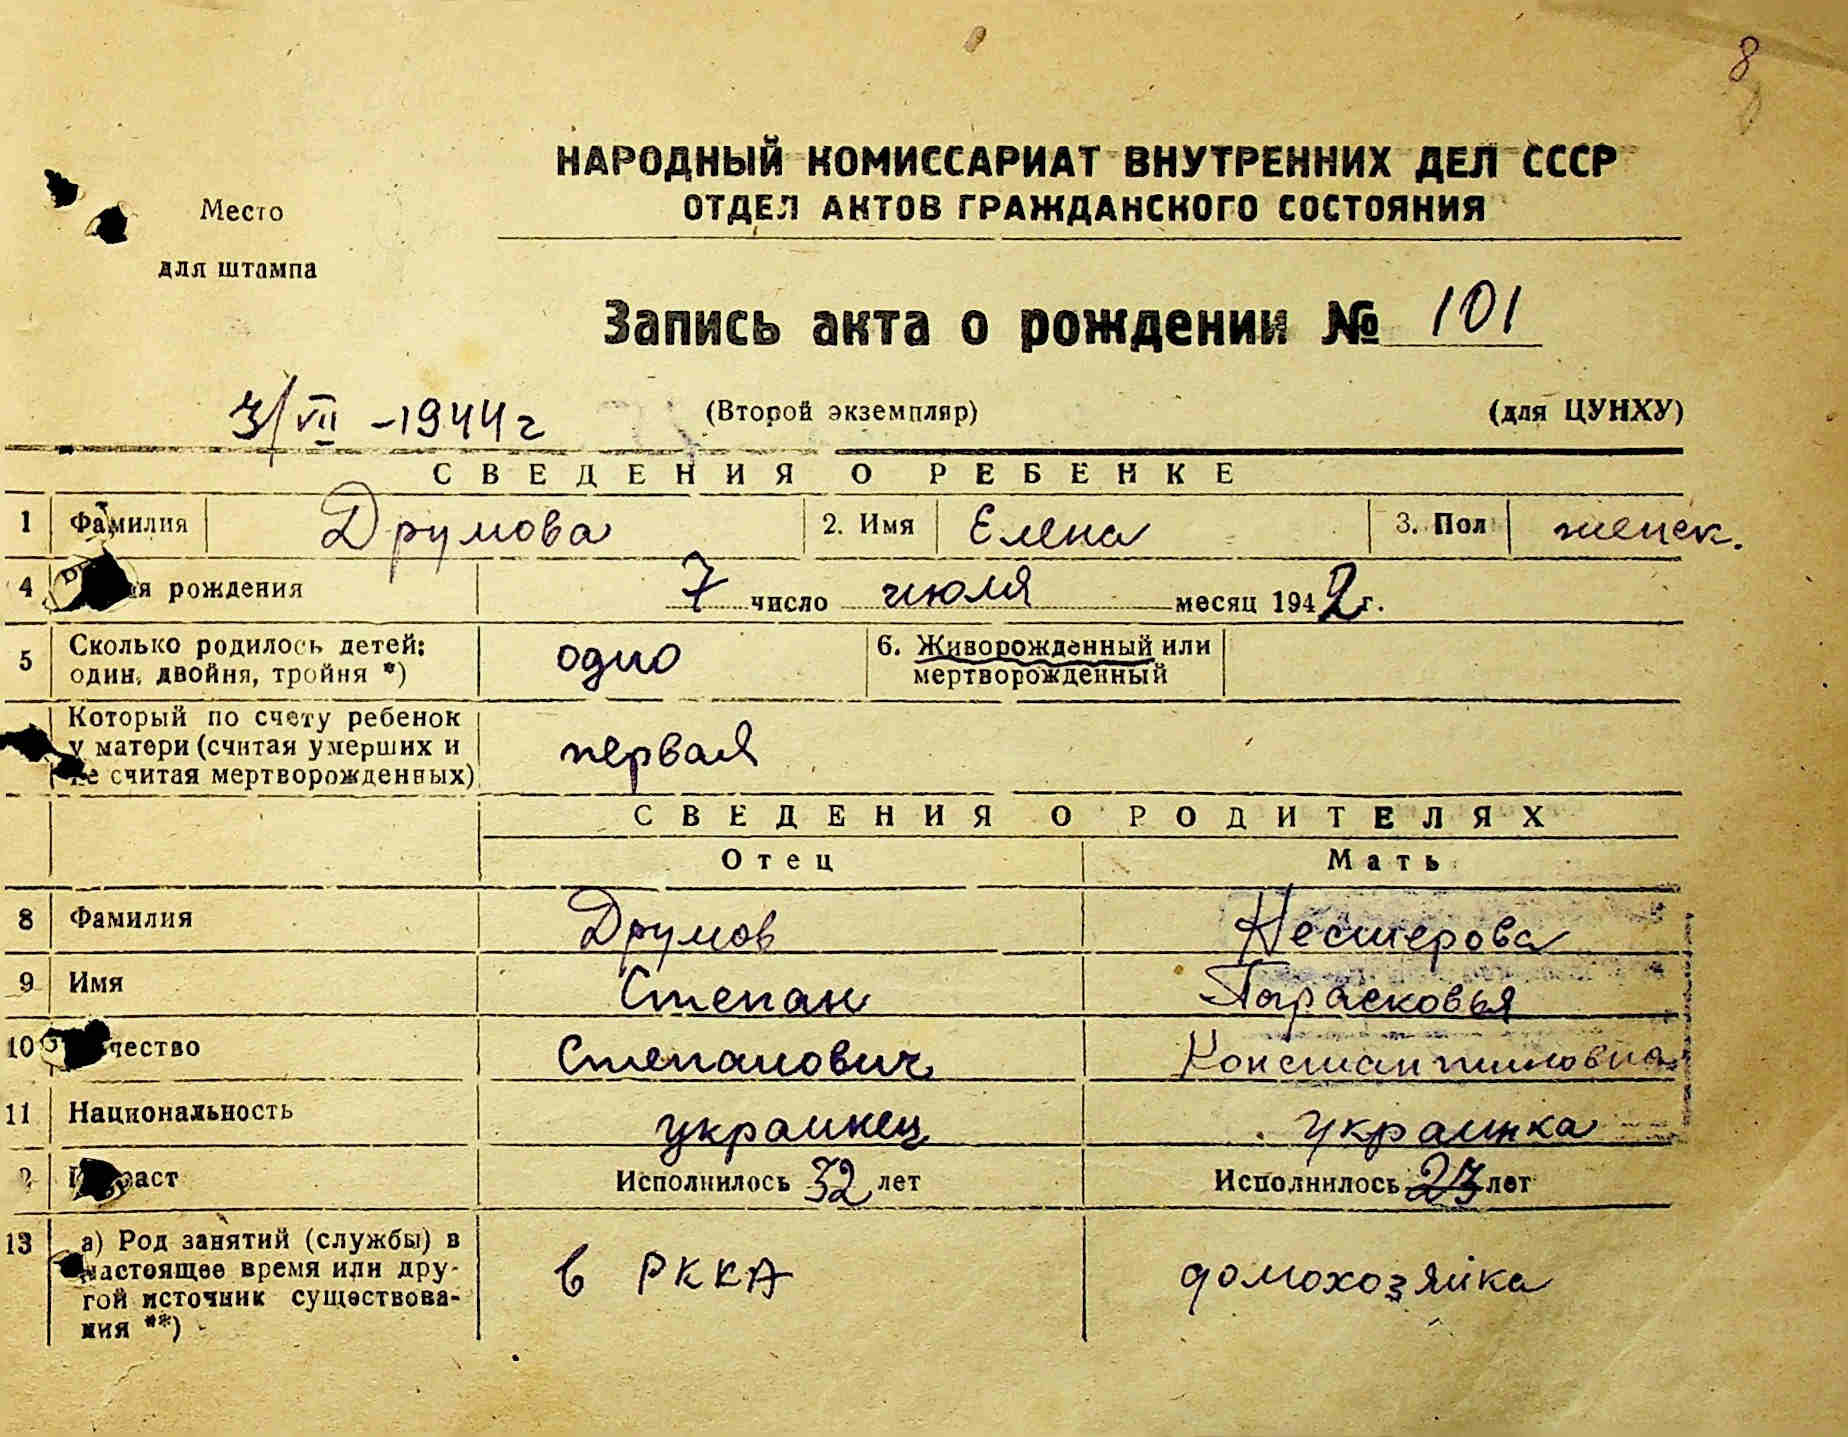 8
НАРОДНЫЙ КОМИССАРИАТ ВНУТРЕННИХ ДЕЛ СССР
ОТДЕЛ АКТОВ ГРАЖДАНСКОГО СОСТОЯНИЯ
Место
для штампа
Запись акта о рождении № 101
3/VII -1944 г
(Второй экземпляр)
(для ЦУНХУ)
СВЕДЕНИЯ О РЕБЕНКЕ
1 Фамилия Друмова 2. Имя Елена 3. Пол женск.
4 рождения 7 число июля месяц 1942 г.
5 Сколько родилось детей: один, двойня, тройня *) одно 6. Живорожденный или мертворожденный
Который по счету ребенок
у матери (считая умерших и
не считая мертворожденных) первая
СВЕДЕНИЯ О РОДИТЕЛЯХ
Отец Мать
8 Фамилия Друмов Нестерова
9 Имя Степан Парасковья
10 Отчество Степанович Константиновна
11 Национальность украинец украинка
Возраст Исполнилось 32 лет Исполнилось 23 лет
13 а) Род занятий (службы) в
настоящее время или дру-
гой источник существова-
ния **) в РККА домохозяйка